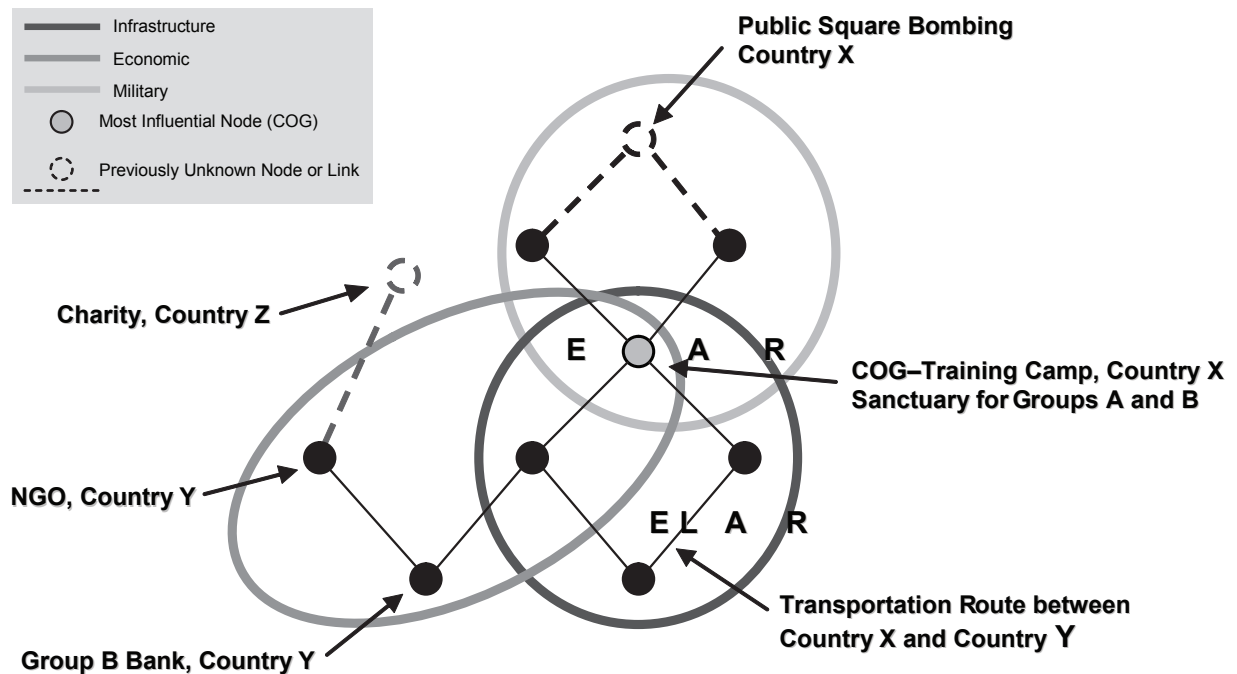 Infrastructure
Economic
Military
Most Influential Node (COG)
Previously Unknown Node or Link
Public Square Bombing
Country X
Charity, Country Z
E A R
COG–Training Camp, Country X
Sanctuary for Groups A and B
NGO, Country Y
E L A R
Transportation Route between
Country X and Country Y
Group B Bank, Country Y